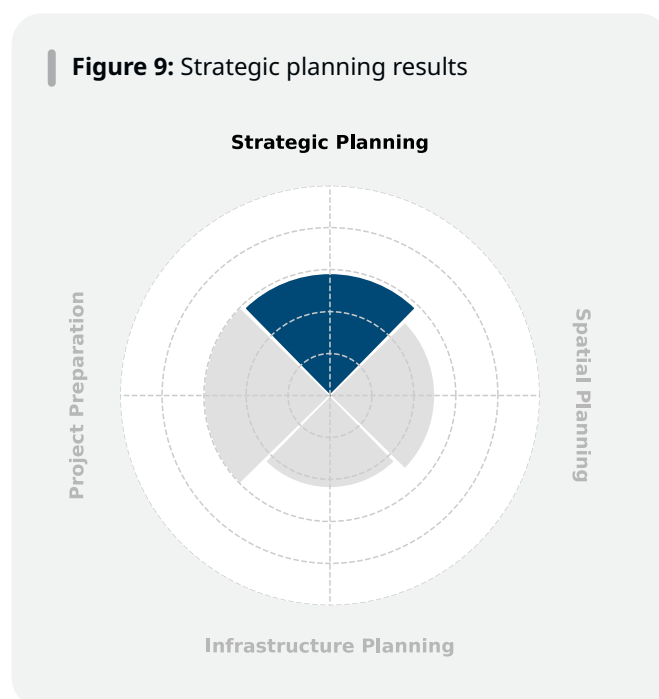 Figure 9: Strategic planning results
Strategic Planning
Project Preparation
Spatial Planning
Infrastructure Planning